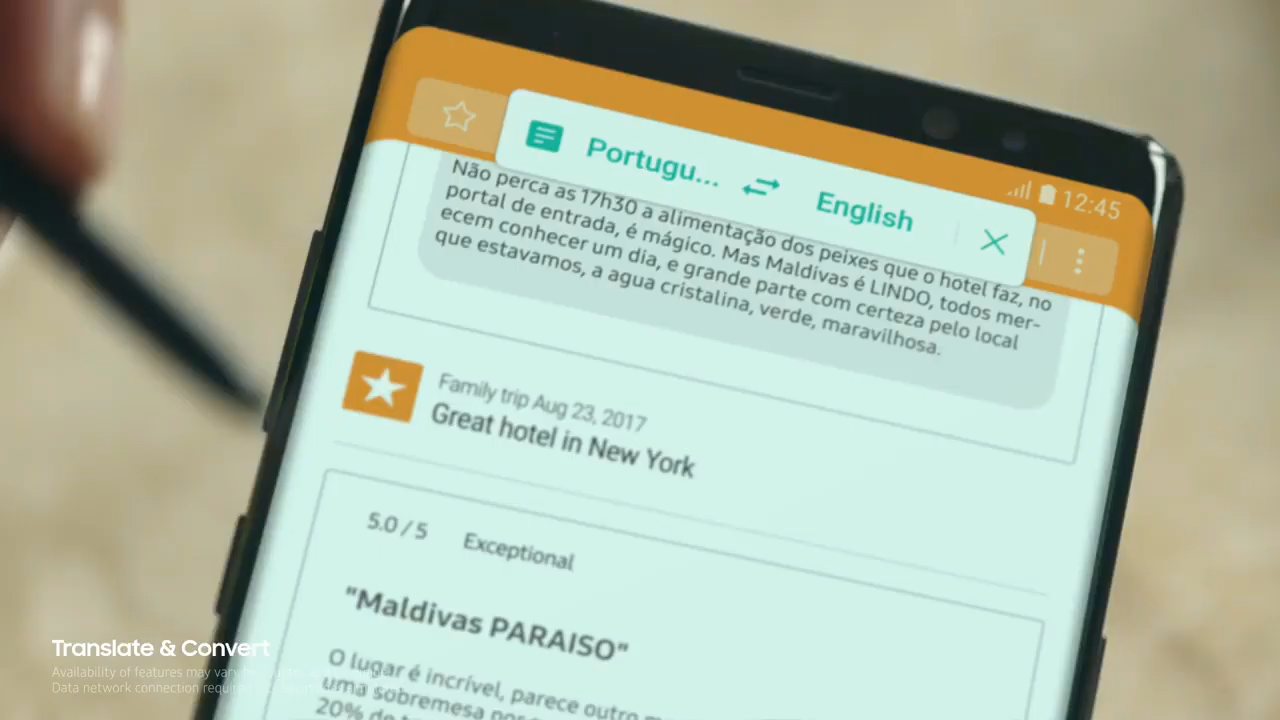 12:45
Portugu... English
Não perca as 17h30 a alimentação dos peixes que o hotel faz, no
portal de entrada, é mágico. Mas Maldivas é LINDO, todos mer-
ecem conhecer um dia, e grande parte com certeza pelo local
que estavamos, a agua cristalina, verde, maravilhosa.
Family trip Aug 23, 2017
Great hotel in New York
5.0 / 5 Exceptional
"Maldivas PARAISO"
O lugar é incrível, parece outro
uma sobremesa
20% de
Translate & Convert
Availability of features may vary
Data network connection